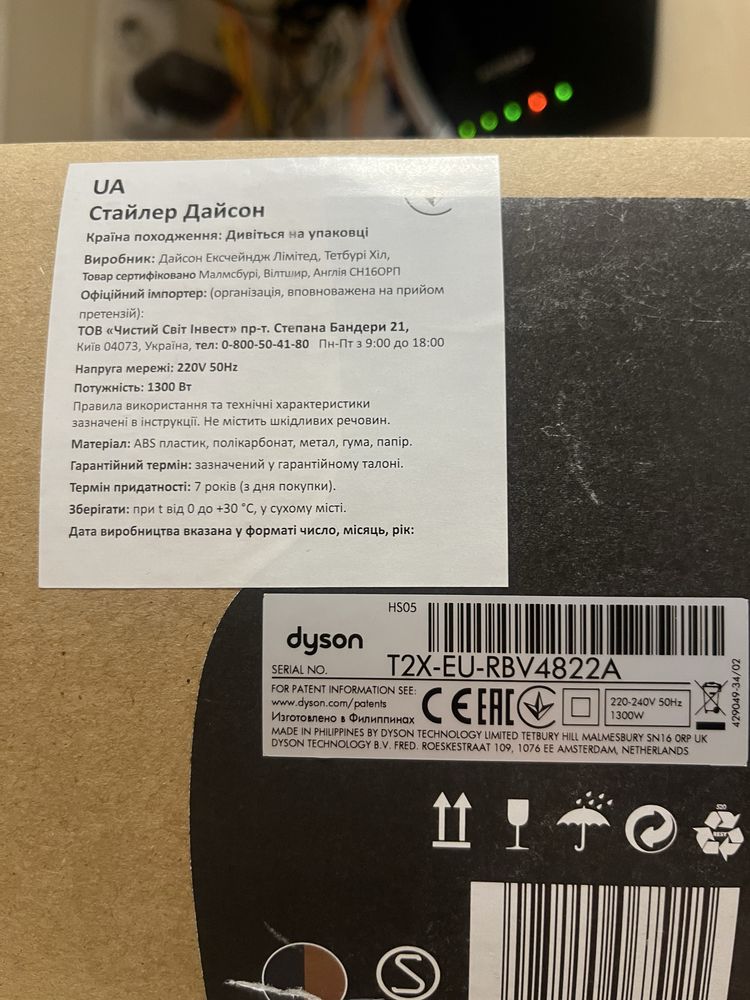 UA
Стайлер Дайсон
Країна походження: Дивіться на упаковці
Виробник: Дайсон Ексчейндж Лімітед, Тетбурі Хіл,
Товар сертифіковано Малмсбурі, Вілтшир, Англія СН16ОРП
Офіційний імпортер: (організація, вповноважена на прийом
претензій):
ТОВ «Чистий Світ Інвест» пр-т. Степана Бандери 21,
Київ 04073, Україна, тел: 0-800-50-41-80 Пн-Пт з 9:00 до 18:00
Напруга мережі: 220V 50Hz
Потужність: 1300 Вт
Правила використання та технічні характеристики
зазначені в інструкції. Не містить шкідливих речовин.
Матеріал: ABS пластик, полікарбонат, метал, гума, папір.
Гарантійний термін: зазначений у гарантійному талоні.
Термін придатності: 7 років (з дня покупки).
Зберігати: при t від 0 до +30 °C, у сухому місті.
Дата виробництва вказана у форматі число, місяць, рік:
HS05
dyson
SERIAL NO. T2X-EU-RBV4822A
FOR PATENT INFORMATION SEE:
www.dyson.com/patents
Изготовлено в Филиппинах
CE EAC
220-240V 50Hz
1300W
429049-34/02
MADE IN PHILIPPINES BY DYSON TECHNOLOGY LIMITED TETBURY HILL MALMESBURY SN16 0RP UK
DYSON TECHNOLOGY B.V. FRED. ROESKESTRAAT 109, 1076 EE AMSTERDAM, NETHERLANDS
S